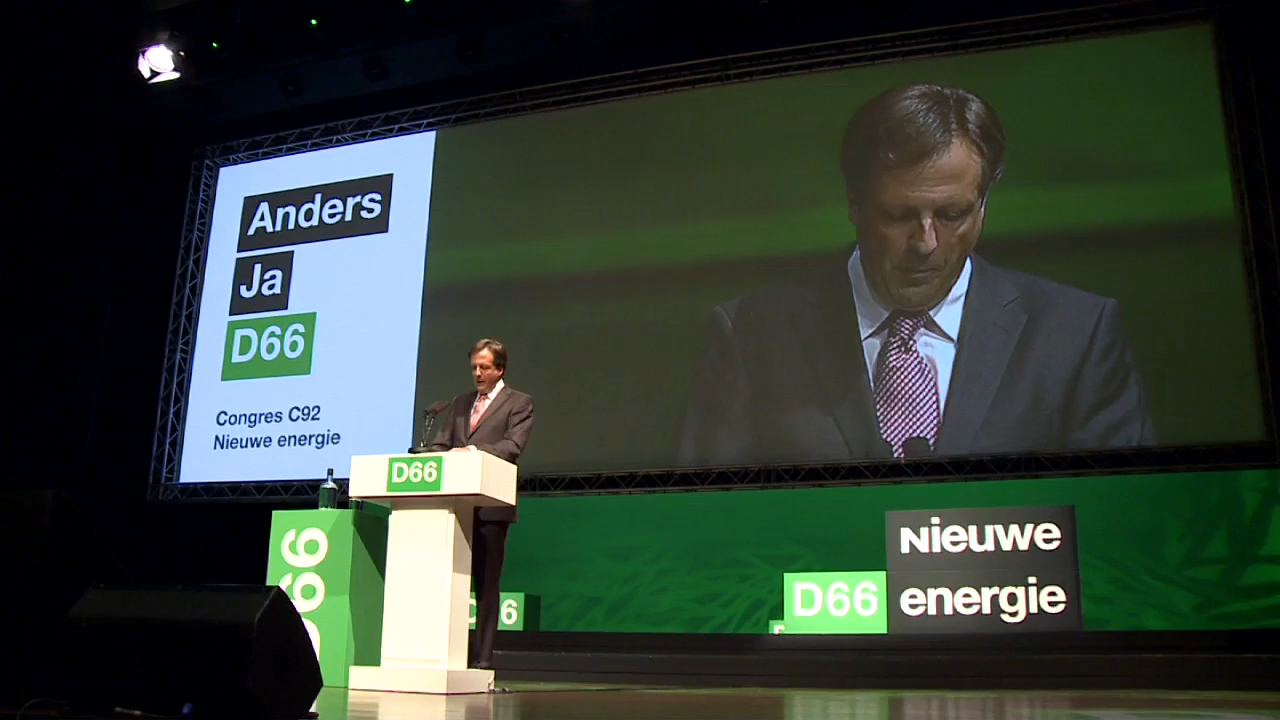 Anders
Ja
D66
Congres C92
Nieuwe energie
D66
D66
D66
D66
Nieuwe
energie